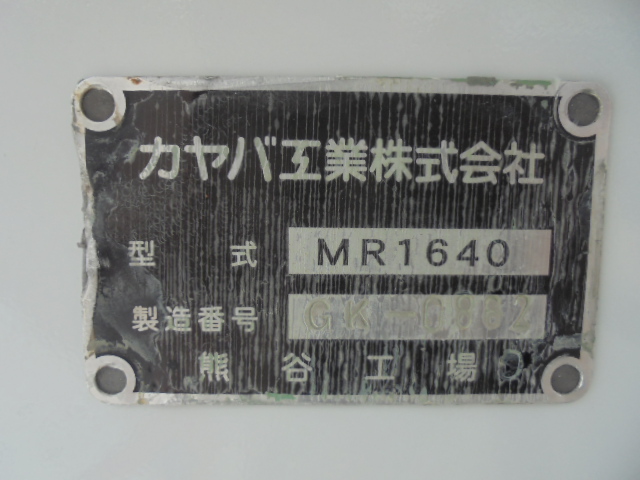 カヤバ工業株式会社
型式 MR1640
製造番号
熊谷工場